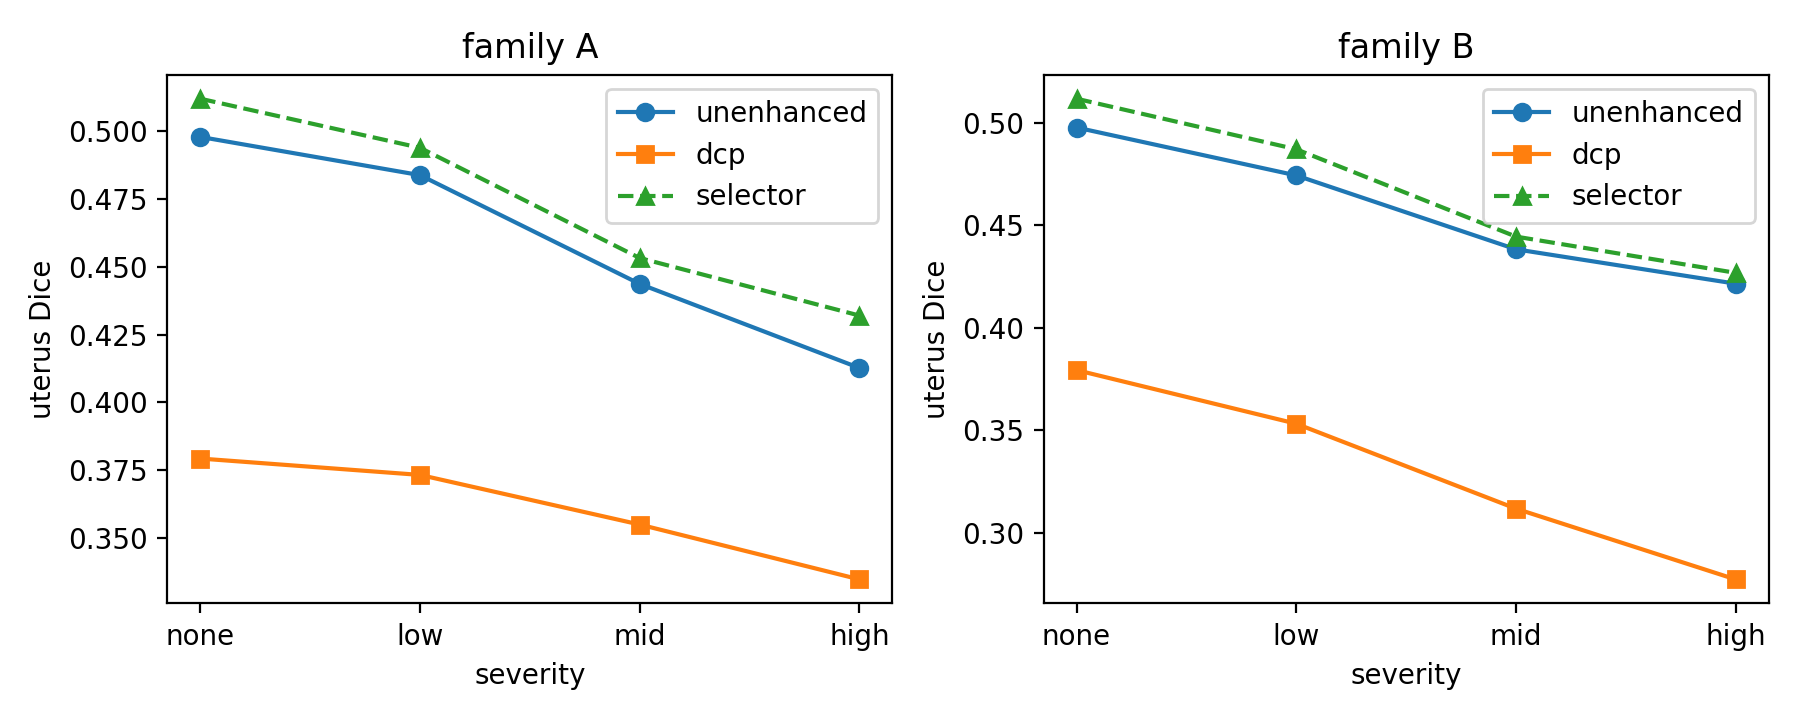 family A
unenhanced
dcp
selector
0.500
0.475
0.450
0.425
0.400
0.375
0.350
uterus Dice
none low mid high
severity
family B
unenhanced
dcp
selector
0.50
0.45
0.40
0.35
0.30
uterus Dice
none low mid high
severity